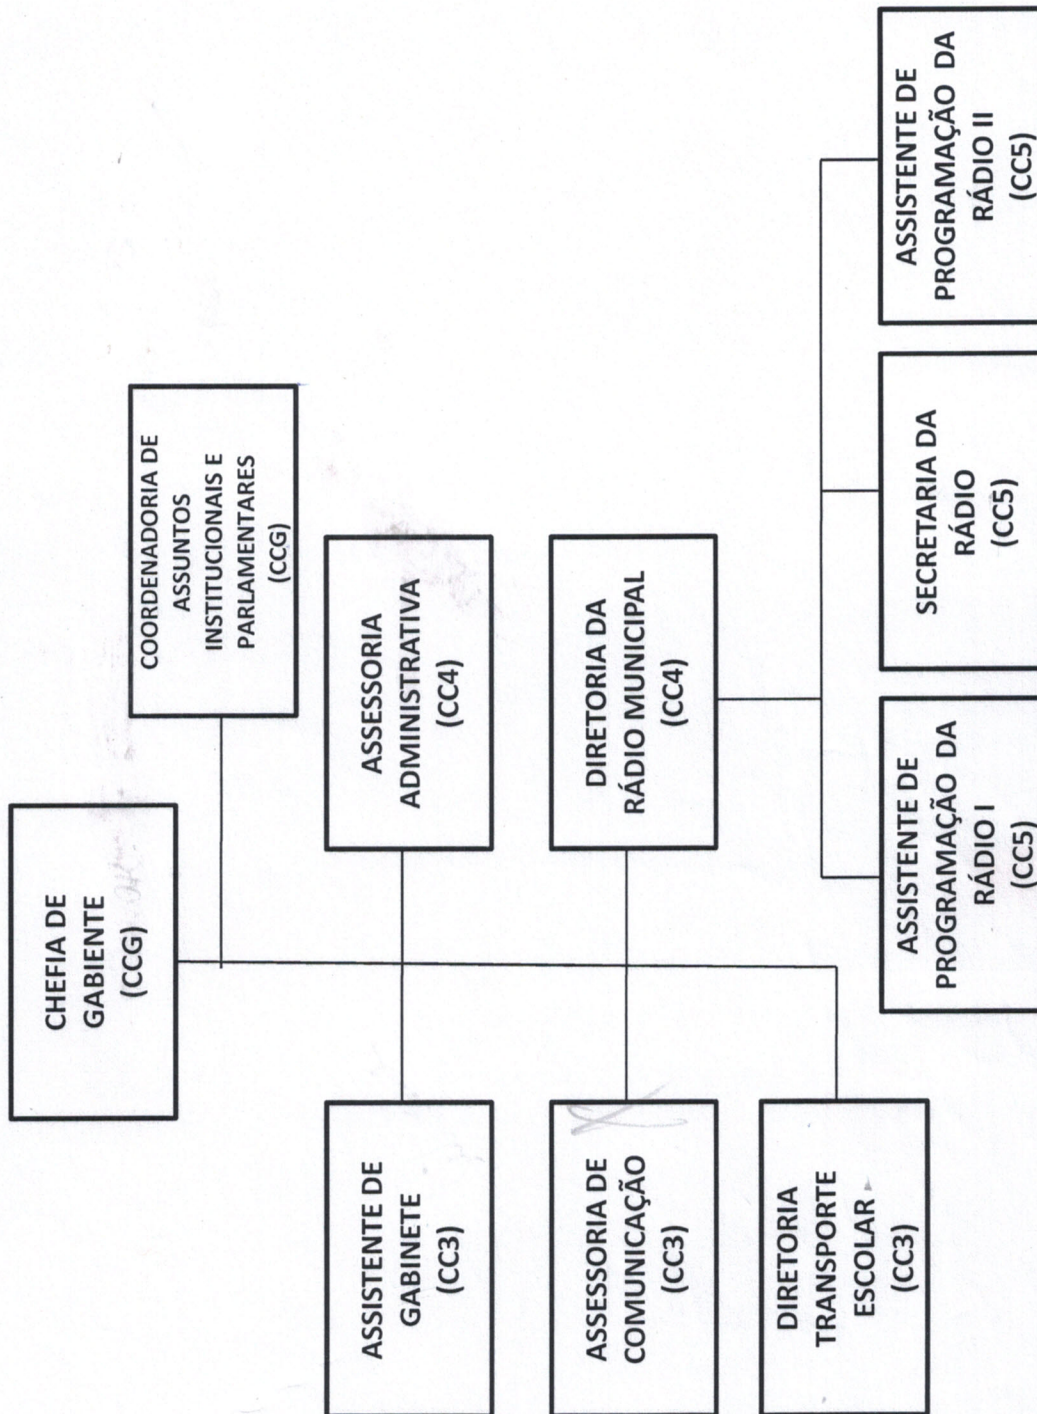 CHEFIA DE
GABIENTE
(CCG)
COORDENADORIA DE
ASSUNTOS
INSTITUCIONAIS E
PARLAMENTARES
(CCG)
ASSISTENTE DE
GABINETE
(CC3)
ASSESSORIA
ADMINISTRATIVA
(CC4)
ASSESSORIA DE
COMUNICAÇÃO
(CC3)
DIRETORIA DA
RÁDIO MUNICIPAL
(CC4)
DIRETORIA
TRANSPORTE
ESCOLAR
(CC3)
ASSISTENTE DE
PROGRAMAÇÃO DA
RÁDIO I
(CC5)
SECRETARIA DA
RÁDIO
(CC5)
ASSISTENTE DE
PROGRAMAÇÃO DA
RÁDIO II
(CC5)